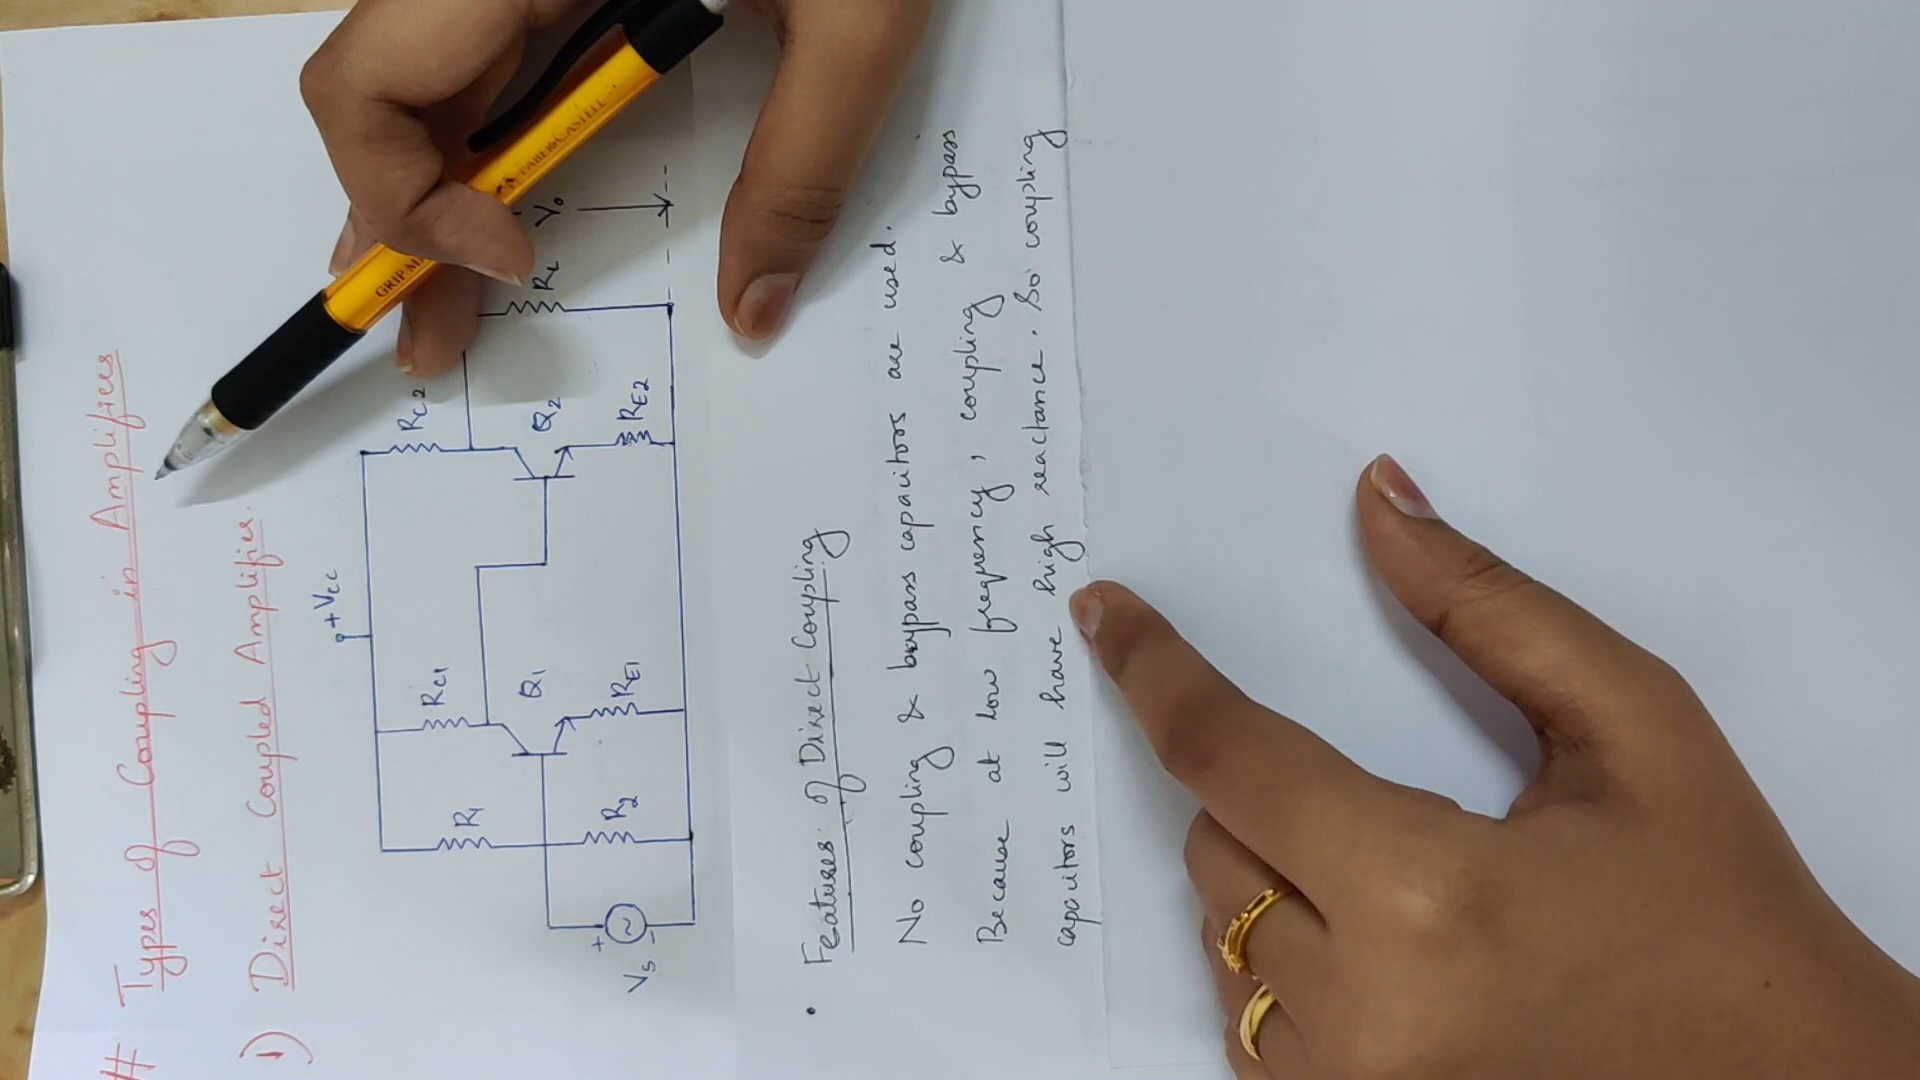 # Types of Coupling in Amplifiers
1) Direct Coupled Amplifier.
+Vcc
R1
RC1
RC2
Q1
Q2
RL
Vo
R2
RE1
RE2
+
~
-
Vs
• Features of Direct Coupling
No coupling & bypass capacitors are used.
Because at low frequency, coupling & bypass
capacitors will have high reactance. So coupling
FABER-CASTELL